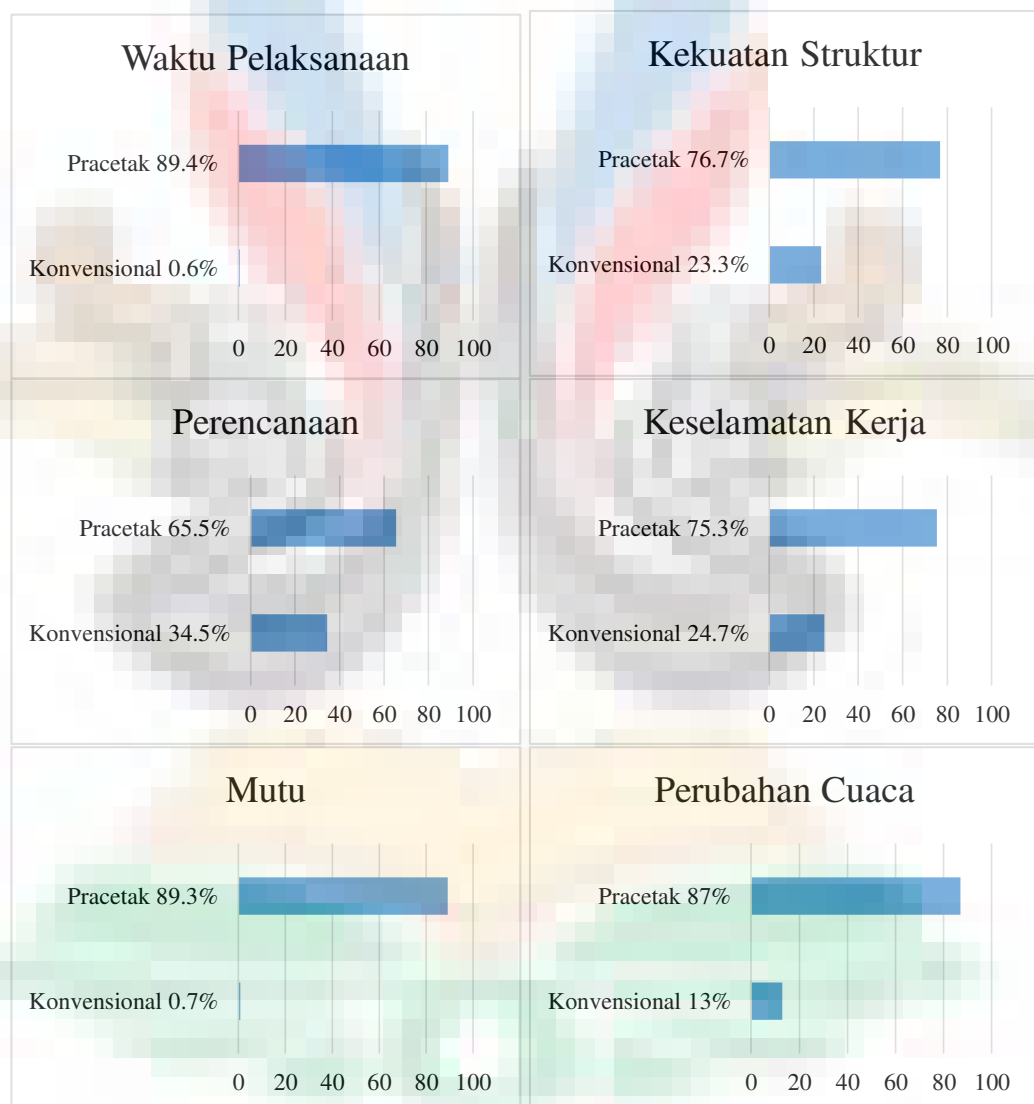 Waktu Pelaksanaan
Pracetak 89.4%
Konvensional 0.6%
0 20 40 60 80 100
Kekuatan Struktur
Pracetak 76.7%
Konvensional 23.3%
0 20 40 60 80 100
Perencanaan
Pracetak 65.5%
Konvensional 34.5%
0 20 40 60 80 100
Keselamatan Kerja
Pracetak 75.3%
Konvensional 24.7%
0 20 40 60 80 100
Mutu
Pracetak 89.3%
Konvensional 0.7%
0 20 40 60 80 100
Perubahan Cuaca
Pracetak 87%
Konvensional 13%
0 20 40 60 80 100